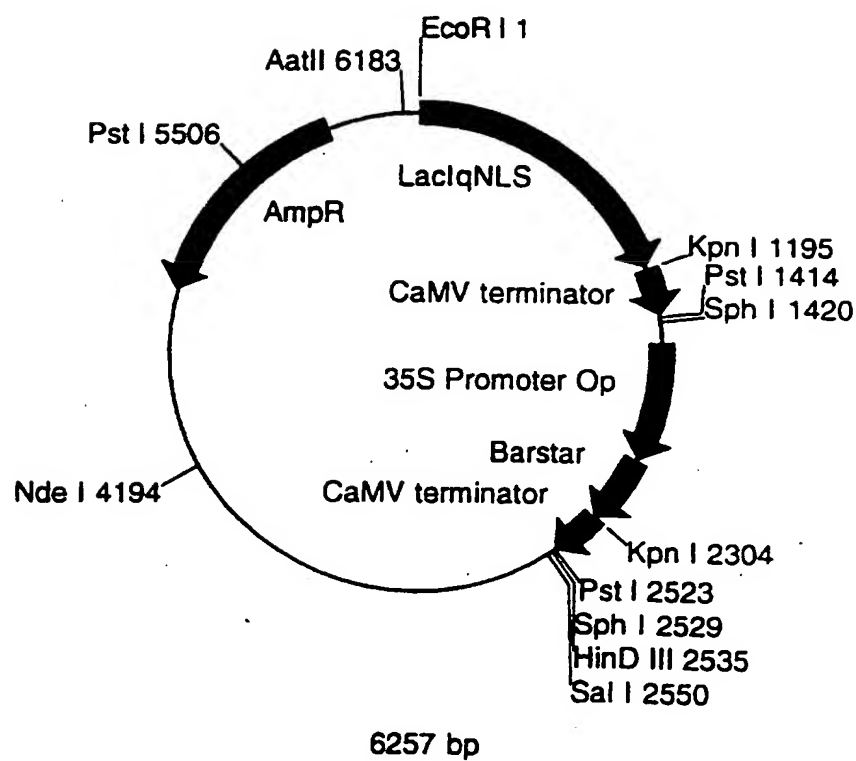 EcoR I 1
AatII 6183
Pst I 5506
LacIqNLS
AmpR
Kpn I 1195
Pst I 1414
CaMV terminator
Sph I 1420
35S Promoter Op
Barstar
Nde I 4194
CaMV terminator
Kpn I 2304
Pst I 2523
Sph I 2529
HinD III 2535
Sal I 2550
6257 bp